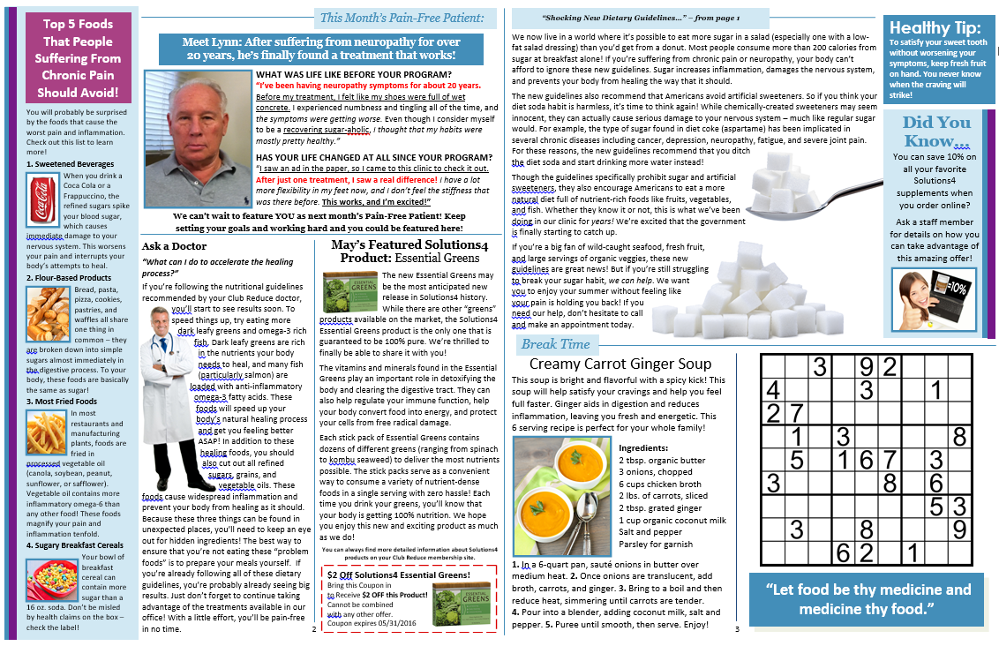 Top 5 Foods
That People
Suffering From
Chronic Pain
Should Avoid!
You will probably be surprised
by the foods that cause the
worst pain and inflammation.
Check out this list to learn
more!
1. Sweetened Beverages
When you drink a
Coca Cola or a
Frappuccino, the
refined sugars spike
your blood sugar,
which causes
immediate damage to your
nervous system. This worsens
your pain and interrupts your
body's attempts to heal.
2. Flour-Based Products
Bread, pasta,
pizza, cookies,
pastries, and
waffles all share
one thing in
common – they
are broken down into simple
sugars almost immediately in
the digestive process. To your
body, these foods are basically
the same as sugar!
3. Most Fried Foods
In most
restaurants and
manufacturing
plants, foods are
fried in
processed vegetable oil
(canola, soybean, peanut,
sunflower, or safflower).
Vegetable oil contains more
inflammatory omega-6 than
any other food! These foods
magnify your pain and
inflammation tenfold.
4. Sugary Breakfast Cereals
Your bowl of
breakfast
cereal can
contain more
sugar than a
16 oz. soda. Don't be misled
by health claims on the box –
check the label!
This Month's Pain-Free Patient:
Meet Lynn: After suffering from neuropathy for over
20 years, he's finally found a treatment that works!
WHAT WAS LIFE LIKE BEFORE YOUR PROGRAM?
"I've been having neuropathy symptoms for about 20 years.
Before my treatment, I felt like my shoes were full of wet
concrete. I experienced numbness and tingling all of the time, and
the symptoms were getting worse. Even though I consider myself
to be a recovering sugar-aholic, I thought that my habits were
mostly pretty healthy."
HAS YOUR LIFE CHANGED AT ALL SINCE YOUR PROGRAM?
"I saw an ad in the paper, so I came to this clinic to check it out.
After just one treatment, I saw a real difference! I have a lot
more flexibility in my feet now, and I don't feel the stiffness that
was there before. This works, and I'm excited!"
We can't wait to feature YOU as next month's Pain-Free Patient! Keep
setting your goals and working hard and you could be featured here!
Ask a Doctor
"What can I do to accelerate the healing
process?"
If you're following the nutritional guidelines
recommended by your Club Reduce doctor,
you'll start to see results soon. To
speed things up, try eating more
dark leafy greens and omega-3 rich
fish. Dark leafy greens are rich
in the nutrients your body
needs to heal, and many fish
(particularly salmon) are
loaded with anti-inflammatory
omega-3 fatty acids. These
foods will speed up your
body's natural healing process
and get you feeling better
ASAP! In addition to these
healing foods, you should
also cut out all refined
sugars, grains, and
vegetable oils. These
foods cause widespread inflammation and
prevent your body from healing as it should.
Because these three things can be found in
unexpected places, you'll need to keep an eye
out for hidden ingredients! The best way to
ensure that you're not eating these "problem
foods" is to prepare your meals yourself. If
you're already following all of these dietary
guidelines, you're probably already seeing big
results. Just don't forget to continue taking
advantage of the treatments available in our
office! With a little effort, you'll be pain-free
in no time.
2
May's Featured Solutions4
Product: Essential Greens
ESSENTIAL
GREENS
The new Essential Greens may
be the most anticipated new
release in Solutions4 history.
While there are other "greens"
products available on the market, the Solutions4
Essential Greens product is the only one that is
guaranteed to be 100% pure. We're thrilled to
finally be able to share it with you!
The vitamins and minerals found in the Essential
Greens play an important role in detoxifying the
body and clearing the digestive tract. They can
also help regulate your immune function, help
your body convert food into energy, and protect
your cells from free radical damage.
Each stick pack of Essential Greens contains
dozens of different greens (ranging from spinach
to kombu seaweed) to deliver the most nutrients
possible. The stick packs serve as a convenient
way to consume a variety of nutrient-dense
foods in a single serving with zero hassle! Each
time you drink your greens, you'll know that
your body is getting 100% nutrition. We hope
you enjoy this new and exciting product as much
as we do!
You can always find more detailed information about Solutions4
products on your Club Reduce membership site.
$2 Off Solutions4 Essential Greens!
Bring this Coupon in
to Receive $2 OFF this Product!
Cannot be combined
with any other offer.
Coupon expires 05/31/2016
ESSENTIAL
GREENS
"Shocking New Dietary Guidelines..." – from page 1
We now live in a world where it's possible to eat more sugar in a salad (especially one with a low-
fat salad dressing) than you'd get from a donut. Most people consume more than 200 calories from
sugar at breakfast alone! If you're suffering from chronic pain or neuropathy, your body can't
afford to ignore these new guidelines. Sugar increases inflammation, damages the nervous system,
and prevents your body from healing the way that it should.
The new guidelines also recommend that Americans avoid artificial sweeteners. So if you think your
diet soda habit is harmless, it's time to think again! While chemically-created sweeteners may seem
innocent, they can actually cause serious damage to your nervous system – much like regular sugar
would. For example, the type of sugar found in diet coke (aspartame) has been implicated in
several chronic diseases including cancer, depression, neuropathy, fatigue, and severe joint pain.
For these reasons, the new guidelines recommend that you ditch
the diet soda and start drinking more water instead!
Though the guidelines specifically prohibit sugar and artificial
sweeteners, they also encourage Americans to eat a more
natural diet full of nutrient-rich foods like fruits, vegetables,
and fish. Whether they know it or not, this is what we've been
doing in our clinic for years! We're excited that the government
is finally starting to catch up.
If you're a big fan of wild-caught seafood, fresh fruit,
and large servings of organic veggies, these new
guidelines are great news! But if you're still struggling
to break your sugar habit, we can help. We want
you to enjoy your summer without feeling like
your pain is holding you back! If you
need our help, don't hesitate to call
and make an appointment today.
Break Time
Creamy Carrot Ginger Soup
This soup is bright and flavorful with a spicy kick! This
soup will help satisfy your cravings and help you feel
full faster. Ginger aids in digestion and reduces
inflammation, leaving you fresh and energetic. This
6 serving recipe is perfect for your whole family!
Ingredients:
2 tbsp. organic butter
3 onions, chopped
6 cups chicken broth
2 lbs. of carrots, sliced
2 tbsp. grated ginger
1 cup organic coconut milk
Salt and pepper
Parsley for garnish
1. In a 6-quart pan, sauté onions in butter over
medium heat. 2. Once onions are translucent, add
broth, carrots, and ginger. 3. Bring to a boil and then
reduce heat, simmering until carrots are tender.
4. Pour into a blender, adding coconut milk, salt and
pepper. 5. Puree until smooth, then serve. Enjoy!
3
Healthy Tip:
To satisfy your sweet tooth
without worsening your
symptoms, keep fresh fruit
on hand. You never know
when the craving will
strike!
Did You
Know...
You can save 10% on
all your favorite
Solutions4
supplements when
you order online?
Ask a staff member
for details on how you
can take advantage of
this amazing offer!
=10%
3 9 2
4 3 1
2 7
1 3 8
5 1 6 7 3
3 8 6
5 3
3 8 9
6 2 1
"Let food be thy medicine and
medicine thy food."